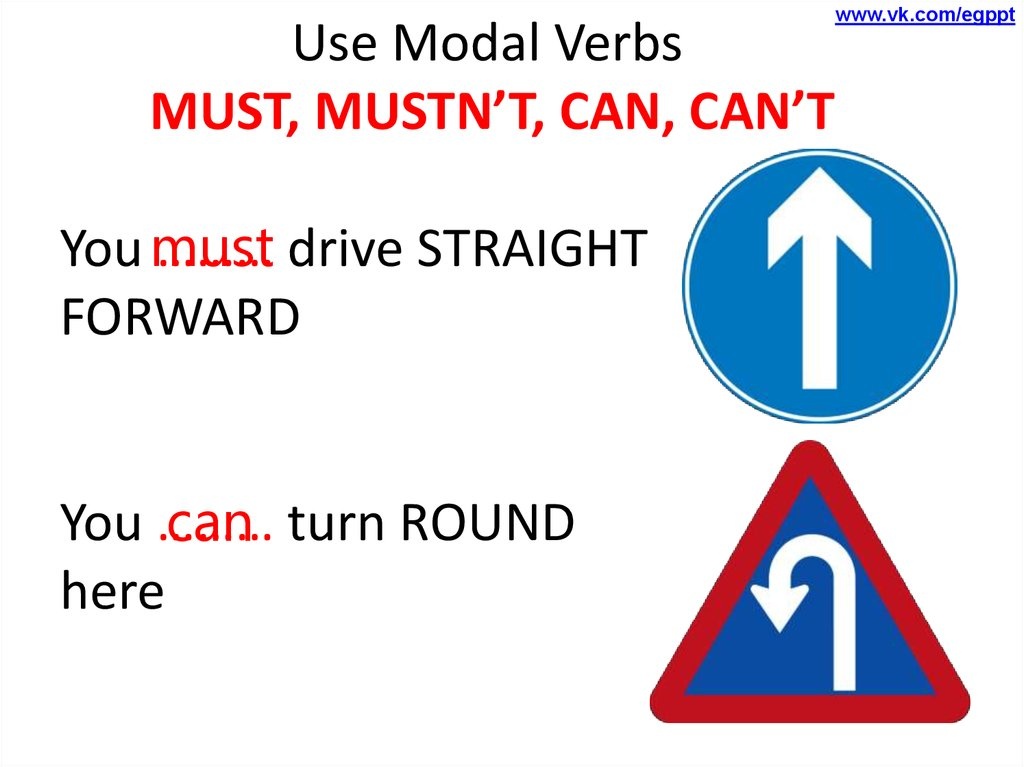 www.vk.com/egppt
Use Modal Verbs
MUST, MUSTN’T, CAN, CAN’T
You must drive STRAIGHT
FORWARD
You can turn ROUND
here